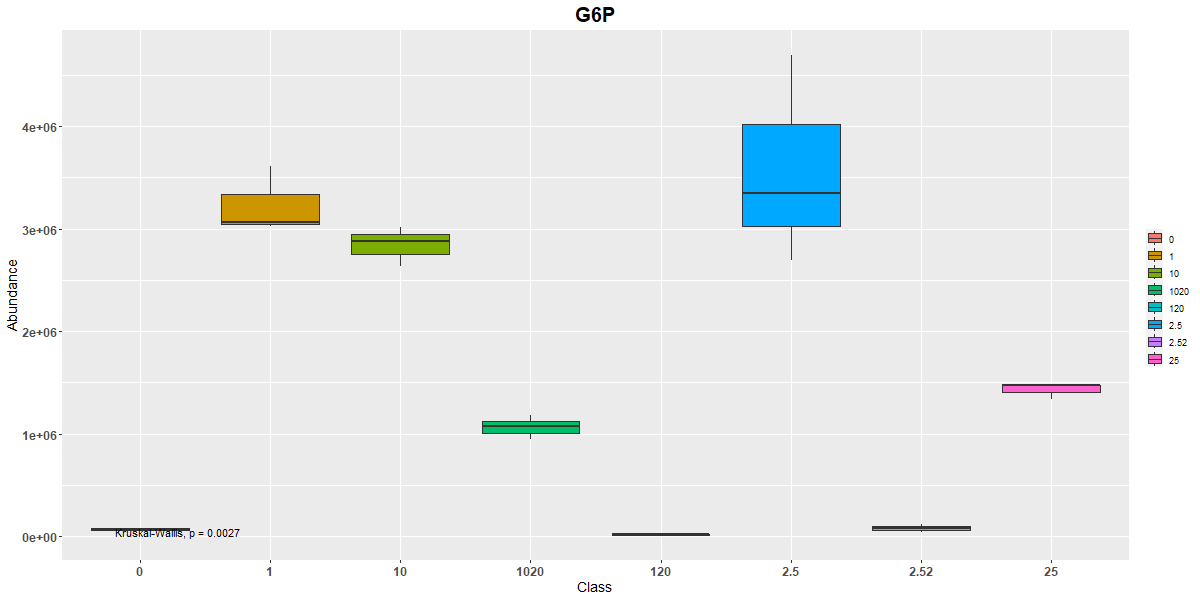 G6P
Abundance
4e+06
3e+06
2e+06
1e+06
0e+00
Kruskal-Wallis, p = 0.0027
0 1 10 1020 120 2.5 2.52 25
Class
0
1
10
1020
120
2.5
2.52
25